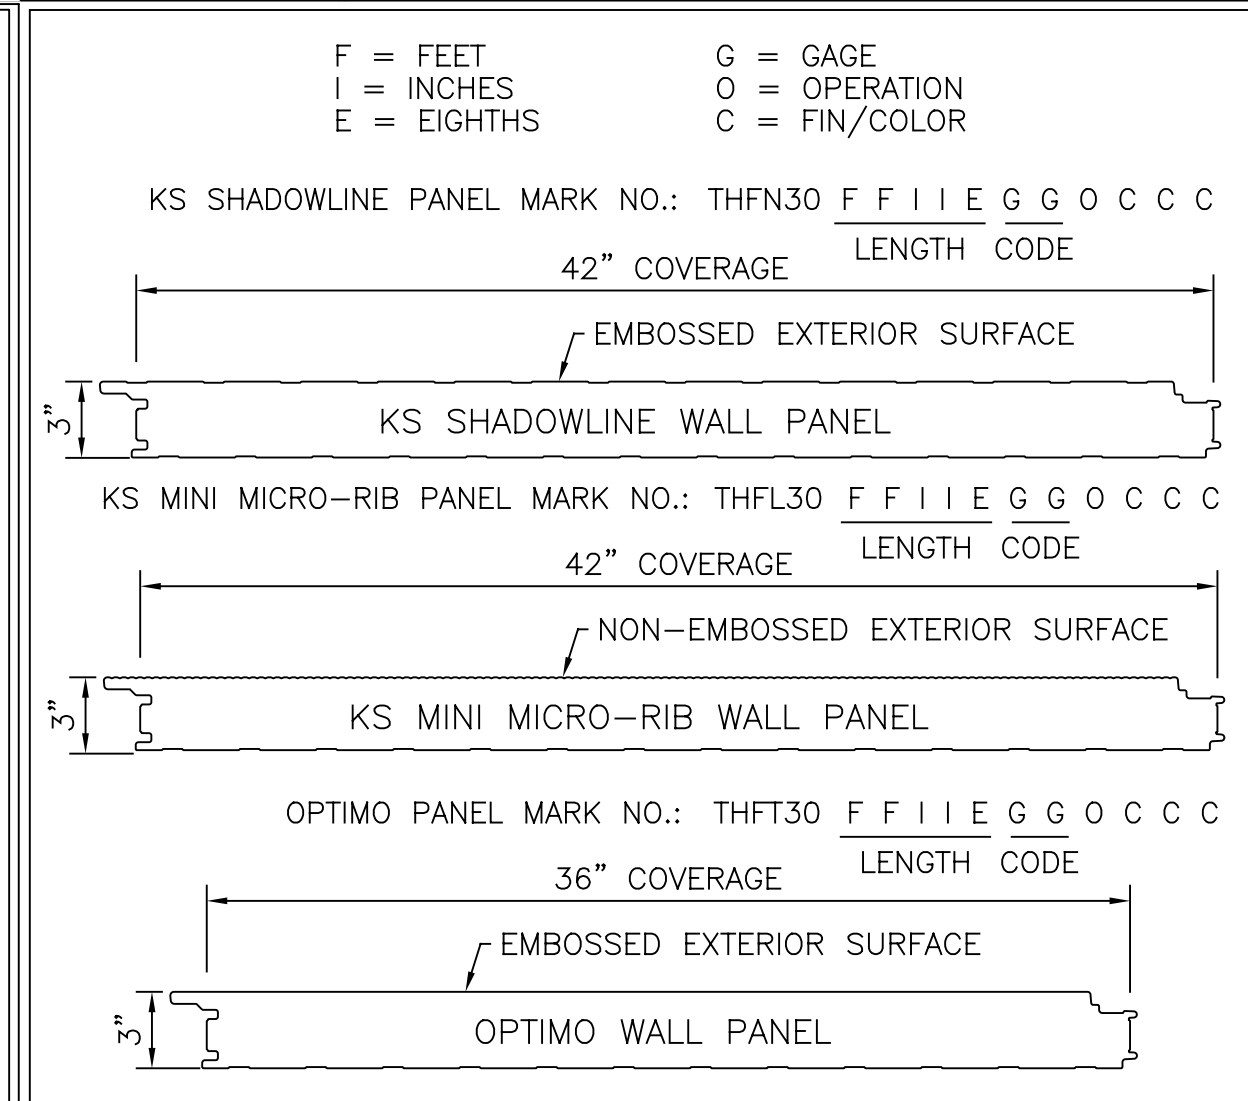 F = FEET
I = INCHES
E = EIGHTHS
G = GAGE
O = OPERATION
C = FIN/COLOR
KS SHADOWLINE PANEL MARK NO.: THFN30 F F I I E G G O C C C
LENGTH CODE
42" COVERAGE
EMBOSSED EXTERIOR SURFACE
3"
KS SHADOWLINE WALL PANEL
KS MINI MICRO-RIB PANEL MARK NO.: THFL30 F F I I E G G O C C C
LENGTH CODE
42" COVERAGE
NON-EMBOSSED EXTERIOR SURFACE
3"
KS MINI MICRO-RIB WALL PANEL
OPTIMO PANEL MARK NO.: THFT30 F F I I E G G O C C C
LENGTH CODE
36" COVERAGE
EMBOSSED EXTERIOR SURFACE
3"
OPTIMO WALL PANEL